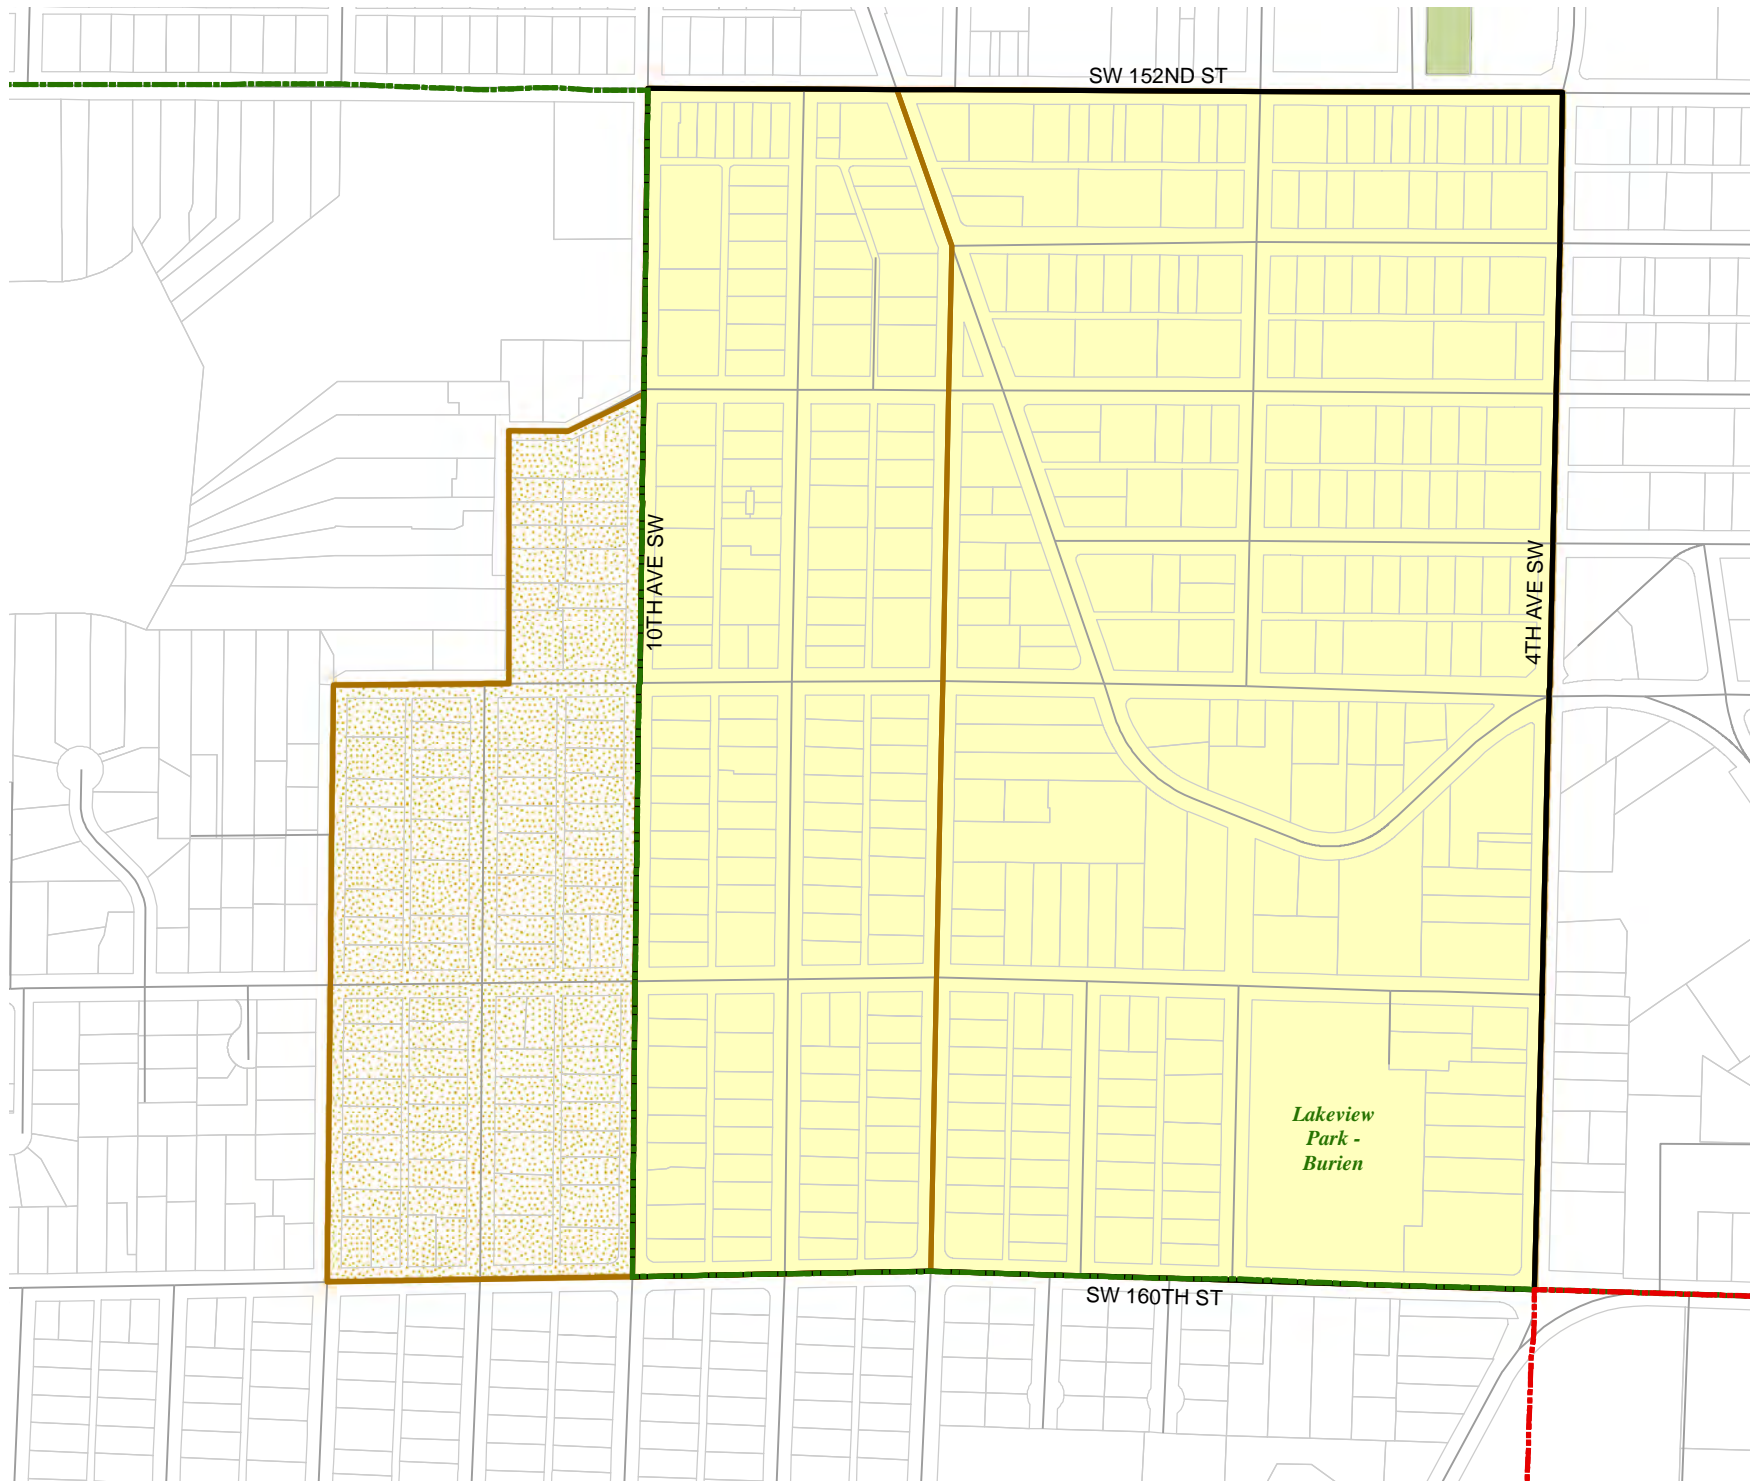 SW 152ND ST
10TH AVE SW
4TH AVE SW
Lakeview
Park -
Burien
SW 160TH ST